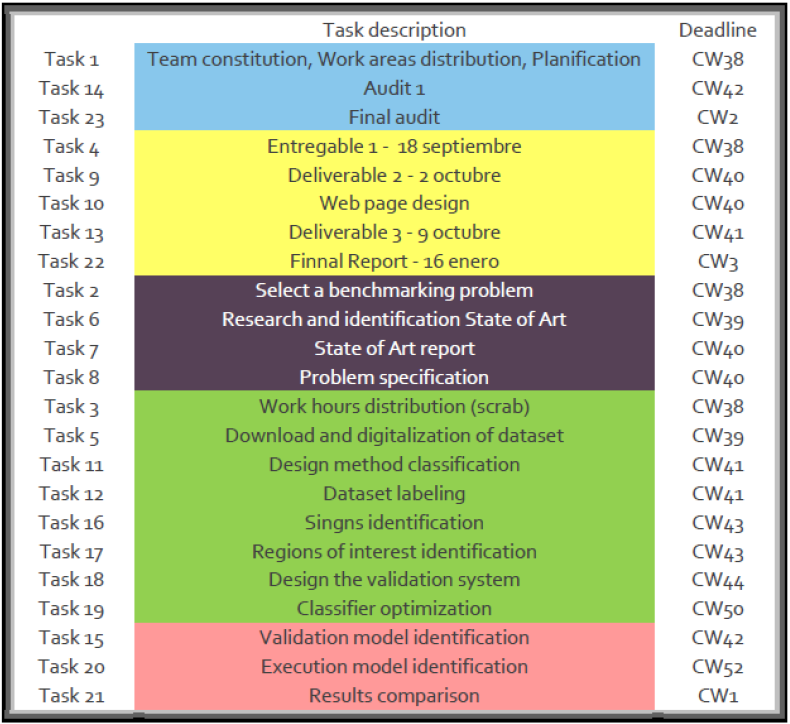 Task description Deadline
Task 1 Team constitution, Work areas distribution, Planification CW38
Task 14 Audit 1 CW42
Task 23 Final audit CW2
Task 4 Entregable 1 - 18 septiembre CW38
Task 9 Deliverable 2 - 2 octubre CW40
Task 10 Web page design CW40
Task 13 Deliverable 3 - 9 octubre CW41
Task 22 Finnal Report - 16 enero CW3
Task 2 Select a benchmarking problem CW38
Task 6 Research and identification State of Art CW39
Task 7 State of Art report CW40
Task 8 Problem specification CW40
Task 3 Work hours distribution (scrab) CW38
Task 5 Download and digitalization of dataset CW39
Task 11 Design method classification CW41
Task 12 Dataset labeling CW41
Task 16 Singns identification CW43
Task 17 Regions of interest identification CW43
Task 18 Design the validation system CW44
Task 19 Classifier optimization CW50
Task 15 Validation model identification CW42
Task 20 Execution model identification CW52
Task 21 Results comparison CW1